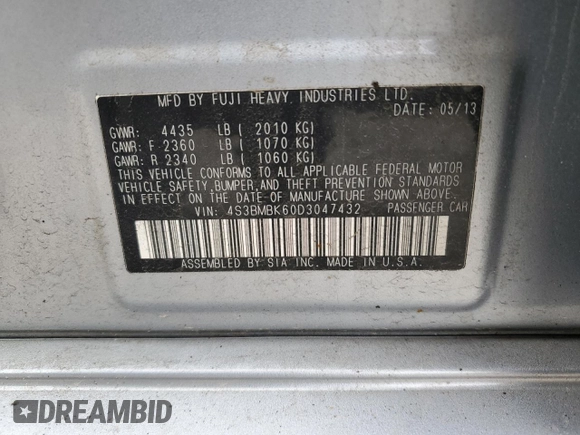 MFD BY FUJI HEAVY INDUSTRIES LTD.
DATE: 05/13
GVWR: 4435 LB ( 2010 KG)
GAWR: F 2360 LB ( 1070 KG)
GAWR: R 2340 LB ( 1060 KG)
THIS VEHICLE CONFORMS TO ALL APPLICABLE FEDERAL MOTOR
VEHICLE SAFETY, BUMPER, AND THEFT PREVENTION STANDARDS
IN EFFECT ON THE DATE OF MANUFACTURE SHOWN ABOVE.
VIN: 4S3BMBK60D3047432 PASSENGER CAR
ASSEMBLED BY SIA INC. MADE IN U.S.A.
DREAMBID